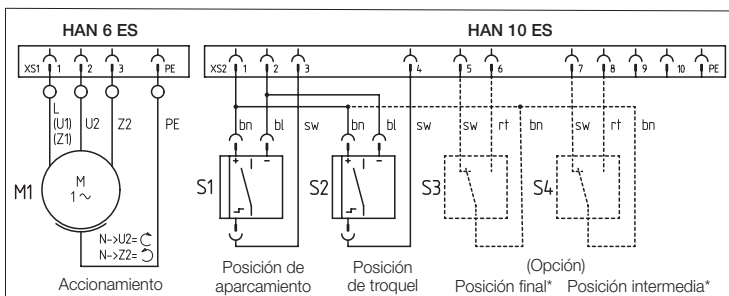 HAN 6 ES
HAN 10 ES
XS1 1 2 3 PE
XS2 1 2 3 4 5 6 7 8 9 10 PE
L
(U1)
(Z1)
U2
Z2
PE
bn bl sw bn bl sw sw rt bn sw rt bn
M1
M
1~
S1
S2
S3
S4
+ −
+ −
N->U2=
N->Z2=
Accionamiento
Posición de
aparcamiento
Posición
de troquel
(Opción)
Posición final* Posición intermedia*